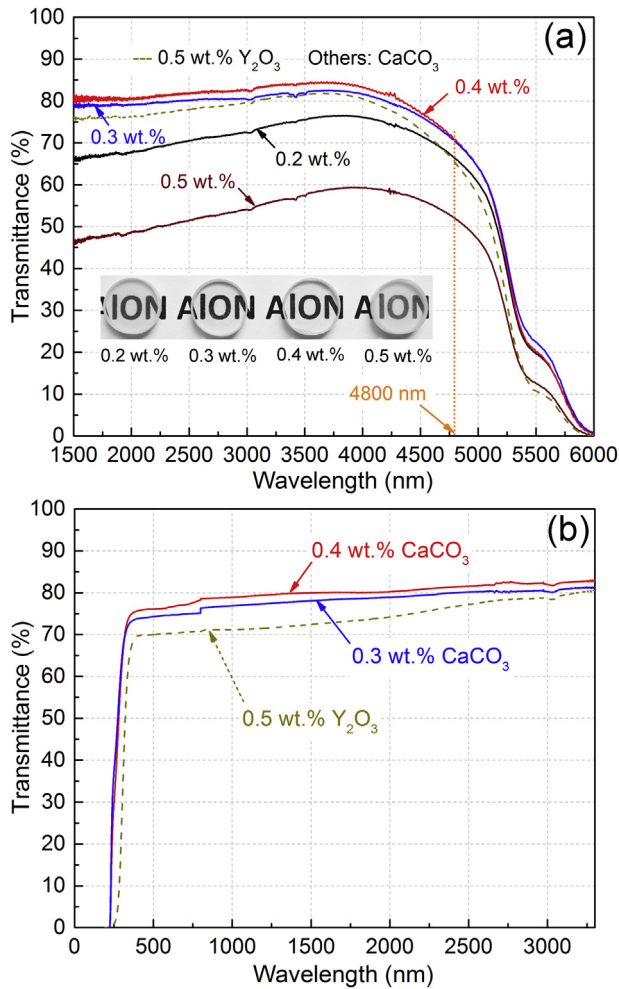 (a)
0.5 wt.% Y₂O₃ Others: CaCO₃
0.4 wt.%
0.3 wt.%
0.2 wt.%
0.5 wt.%
AlON AlON AlON AlON
0.2 wt.% 0.3 wt.% 0.4 wt.% 0.5 wt.%
4800 nm
Transmittance (%)
100
90
80
70
60
50
40
30
20
10
0
1500 2000 2500 3000 3500 4000 4500 5000 5500 6000
Wavelength (nm)
(b)
0.4 wt.% CaCO₃
0.3 wt.% CaCO₃
0.5 wt.% Y₂O₃
Transmittance (%)
100
90
80
70
60
50
40
30
20
10
0
0 500 1000 1500 2000 2500 3000
Wavelength (nm)